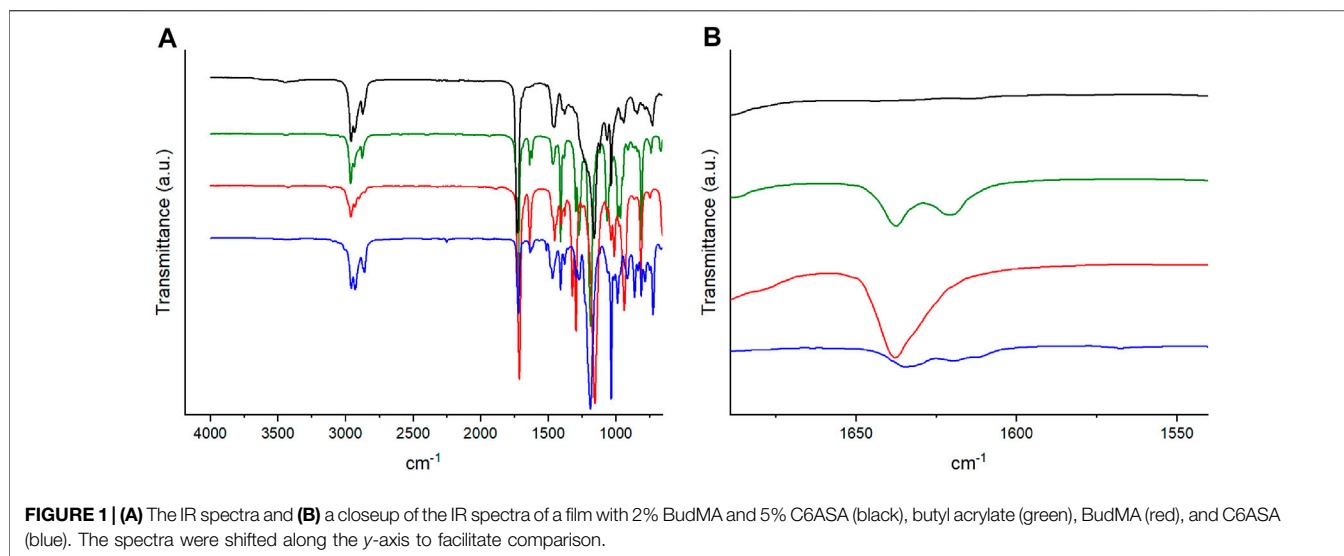 A
B
Transmittance (a.u.)
Transmittance (a.u.)
4000 3500 3000 2500 2000 1500 1000
1650 1600 1550
cm-1
cm-1
FIGURE 1 | (A) The IR spectra and (B) a closeup of the IR spectra of a film with 2% BudMA and 5% C6ASA (black), butyl acrylate (green), BudMA (red), and C6ASA
(blue). The spectra were shifted along the y-axis to facilitate comparison.